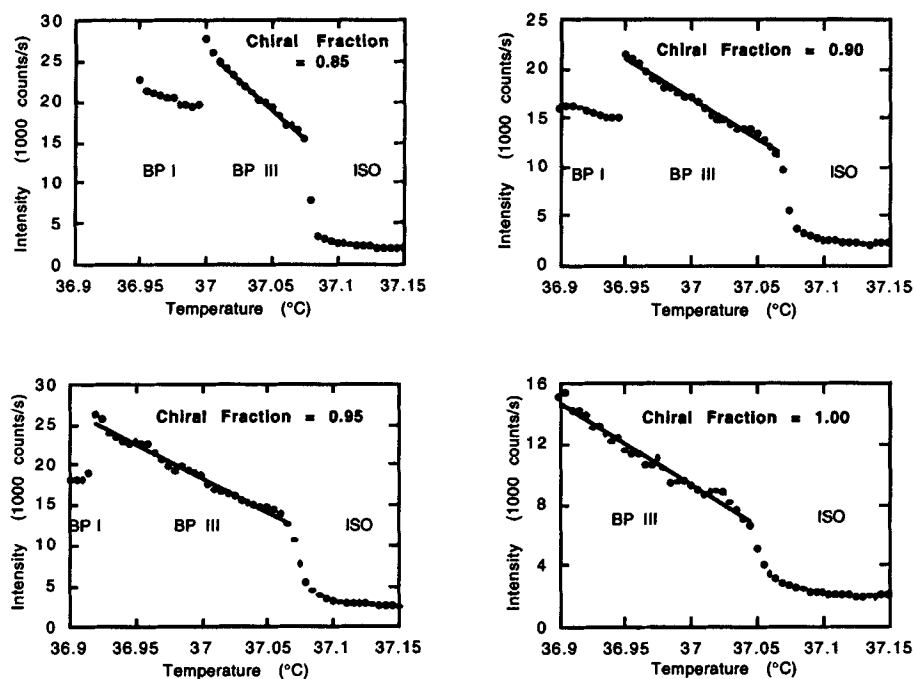 30
25
20
15
10
5
0
Intensity (1000 counts/s)
Chiral Fraction
= 0.85
BP I
BP III
ISO
36.9 36.95 37 37.05 37.1 37.15
Temperature (°C)
25
20
15
10
5
0
Intensity (1000 counts/s)
Chiral Fraction = 0.90
BP I
BP III
ISO
36.9 36.95 37 37.05 37.1 37.15
Temperature (°C)
30
25
20
15
10
5
0
Intensity (1000 counts/s)
Chiral Fraction = 0.95
BP I
BP III
ISO
36.9 36.95 37 37.05 37.1 37.15
Temperature (°C)
16
12
8
4
0
Intensity (1000 counts/s)
Chiral Fraction = 1.00
BP III
ISO
36.9 36.95 37 37.05 37.1 37.15
Temperature (°C)